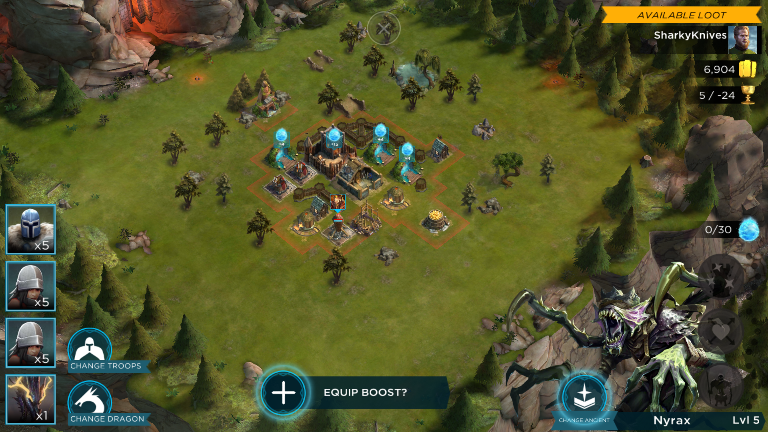 AVAILABLE LOOT
SharkyKnives
6,904
5 / -24
x5
x5
x5
x1
0/30
CHANGE TROOPS
CHANGE DRAGON
EQUIP BOOST?
CHANGE ANCIENT
Nyrax Lvl 5